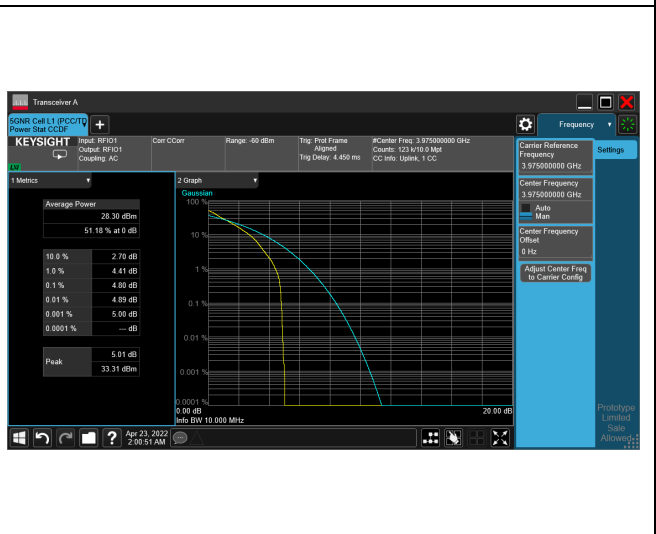 Transceiver A
5GNR Cell L1 (PCC/TD
Power Stat CCDF
+
Frequency
KEYSIGHT
Input: RFIO1
Output: RFIO1
Coupling: AC
Corr CCorr
Range: -60 dBm
Trig: Prot Frame
Aligned
Trig Delay: 4.450 ms
#Center Freq: 3.975000000 GHz
Counts: 123 k/10.0 Mpt
CC Info: Uplink, 1 CC
1 Metrics
Average Power
28.30 dBm
51.18 % at 0 dB
10.0 % 2.70 dB
1.0 % 4.41 dB
0.1 % 4.80 dB
0.01 % 4.89 dB
0.001 % 5.00 dB
0.0001 % --- dB
Peak
5.01 dB
33.31 dBm
2 Graph
Gaussian
100 %
10 %
1 %
0.1 %
0.01 %
0.001 %
0.0001 %
0.00 dB
20.00 dB
Info BW 10.000 MHz
Carrier Reference
Frequency
3.975000000 GHz
Center Frequency
3.975000000 GHz
Auto
Man
Center Frequency
Offset
0 Hz
Adjust Center Freq
to Carrier Config
Settings
Prototype
Limited
Sale
Allowed
?
Apr 23, 2022
2:00:51 AM